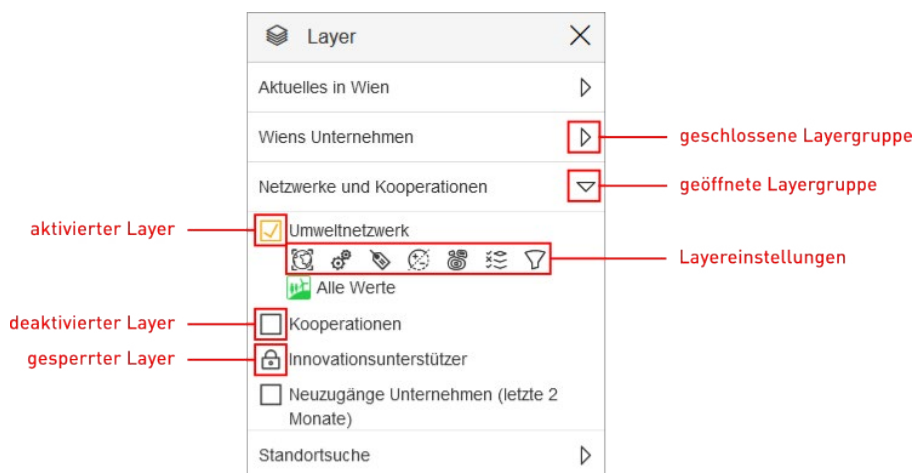 Layer
Aktuelles in Wien
Wiens Unternehmen
geschlossene Layergruppe
Netzwerke und Kooperationen
geöffnete Layergruppe
aktivierter Layer
Umweltnetzwerk
Layereinstellungen
Alle Werte
deaktivierter Layer
Kooperationen
gesperrter Layer
Innovationsunterstützer
Neuzugänge Unternehmen (letzte 2
Monate)
Standortsuche